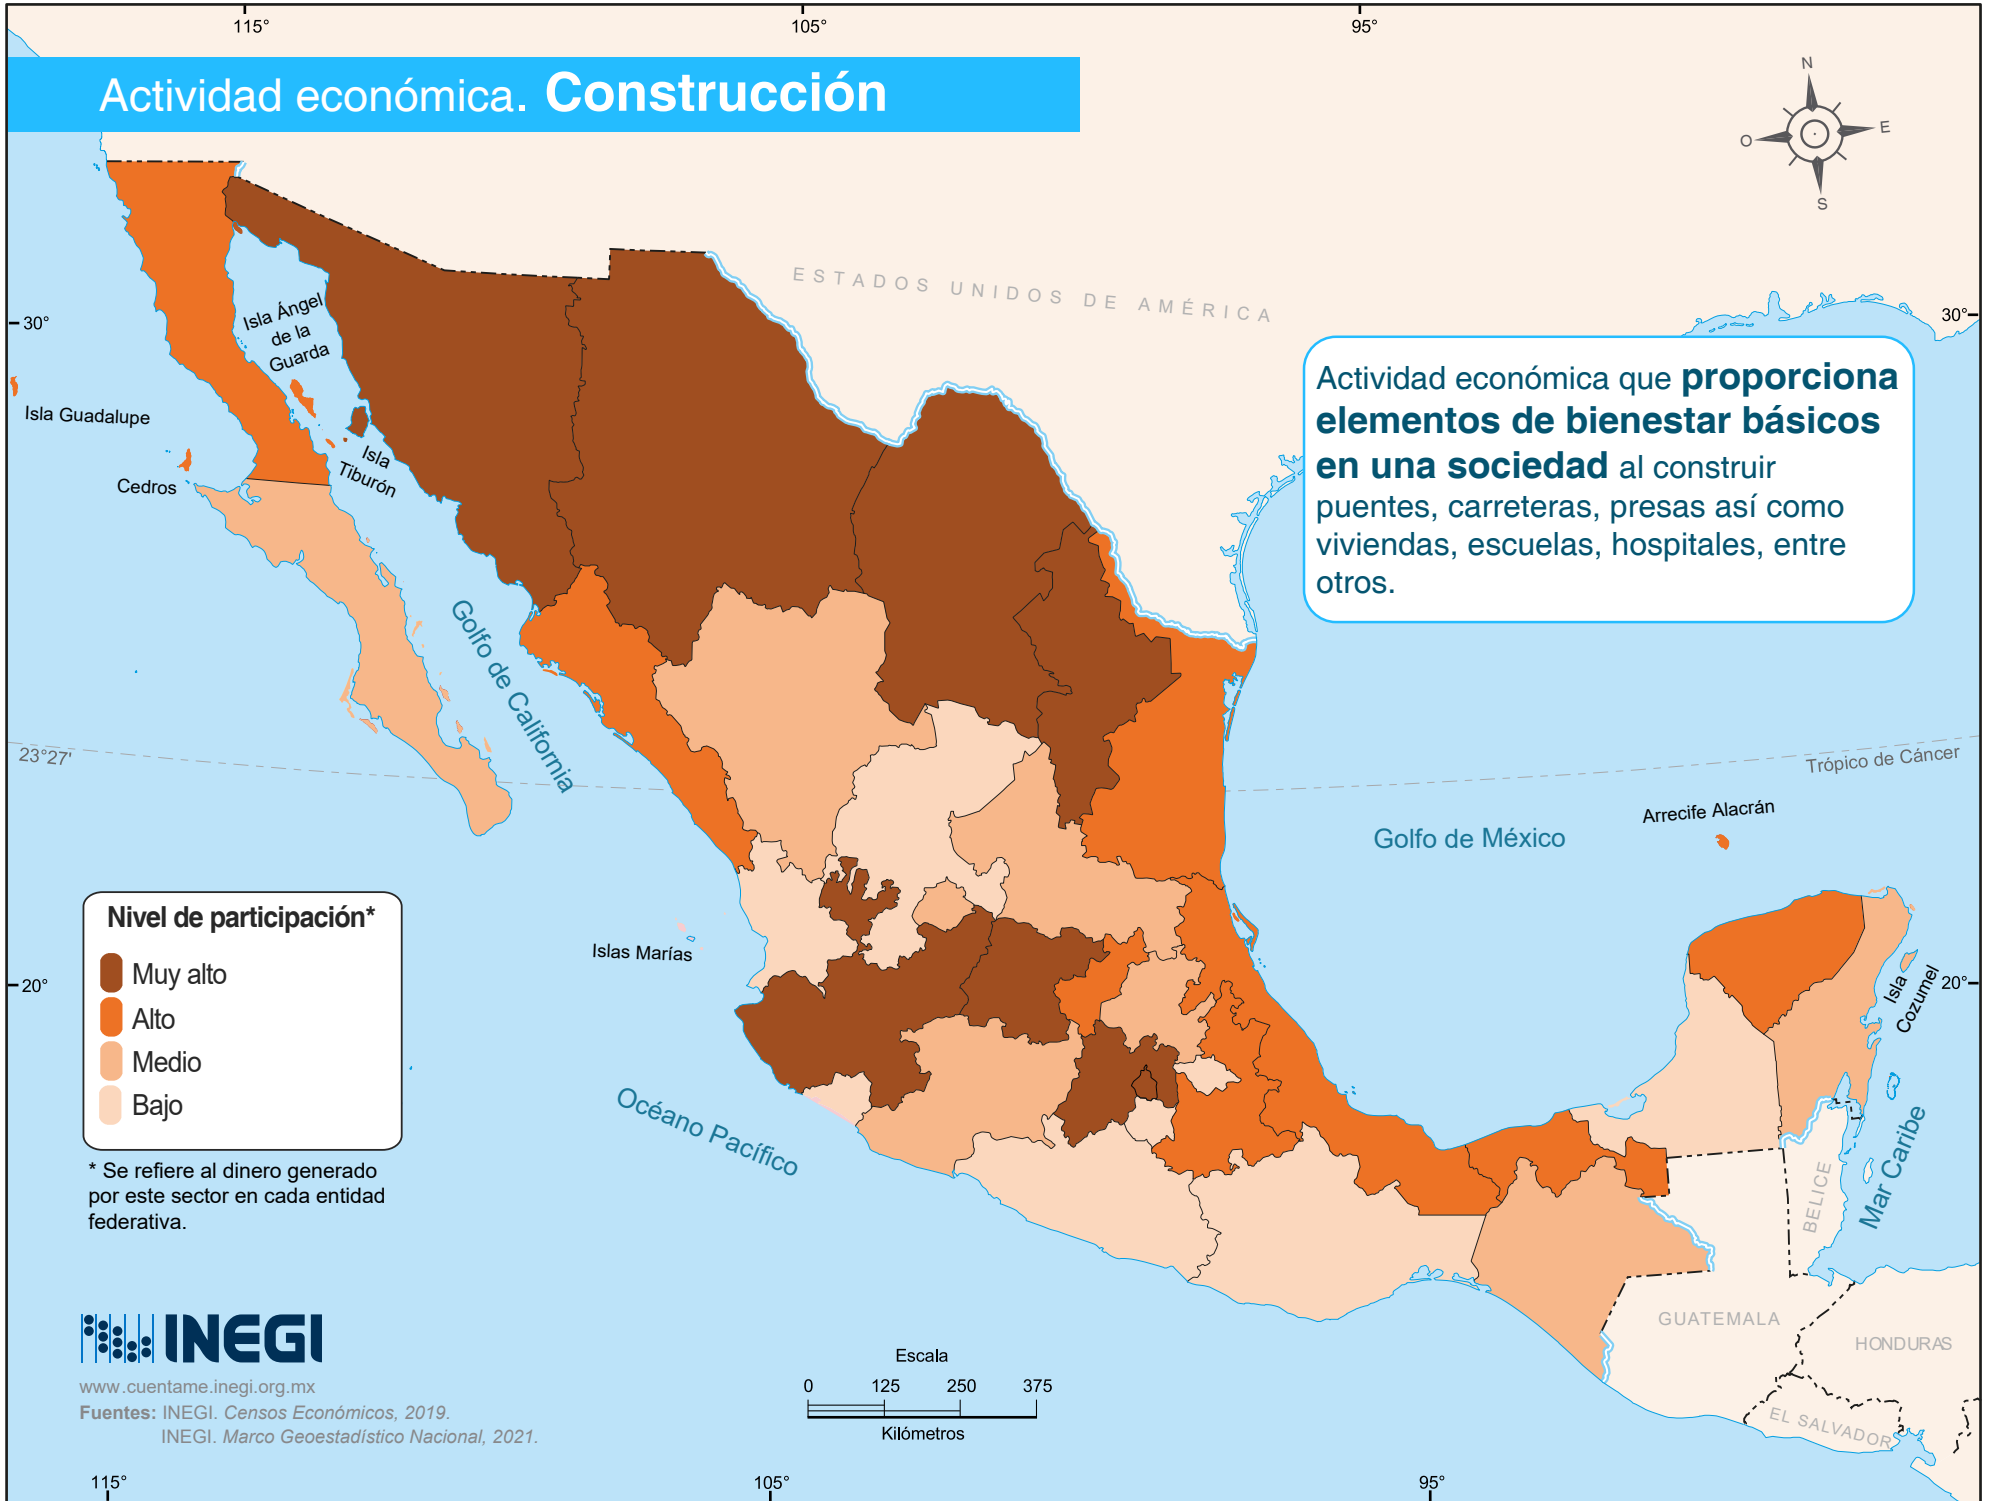 115°
105°
95°
Actividad económica. Construcción
N
O
E
S
ESTADOS UNIDOS DE AMÉRICA
30°
30°
Isla Ángel
de la
Guarda
Isla Guadalupe
Isla
Tiburón
Cedros
Actividad económica que proporciona
elementos de bienestar básicos
en una sociedad al construir
puentes, carreteras, presas así como
viviendas, escuelas, hospitales, entre
otros.
Golfo de California
23°27'
Trópico de Cáncer
Arrecife Alacrán
Golfo de México
Nivel de participación*
Muy alto
Alto
Medio
Bajo
* Se refiere al dinero generado
por este sector en cada entidad
federativa.
Islas Marías
20°
20°
Isla
Cozumel
Océano Pacífico
Mar Caribe
BELICE
GUATEMALA
HONDURAS
EL SALVADOR
INEGI
www.cuentame.inegi.org.mx
Fuentes: INEGI. Censos Económicos, 2019.
INEGI. Marco Geoestadístico Nacional, 2021.
Escala
0 125 250 375
Kilómetros
115°
105°
95°